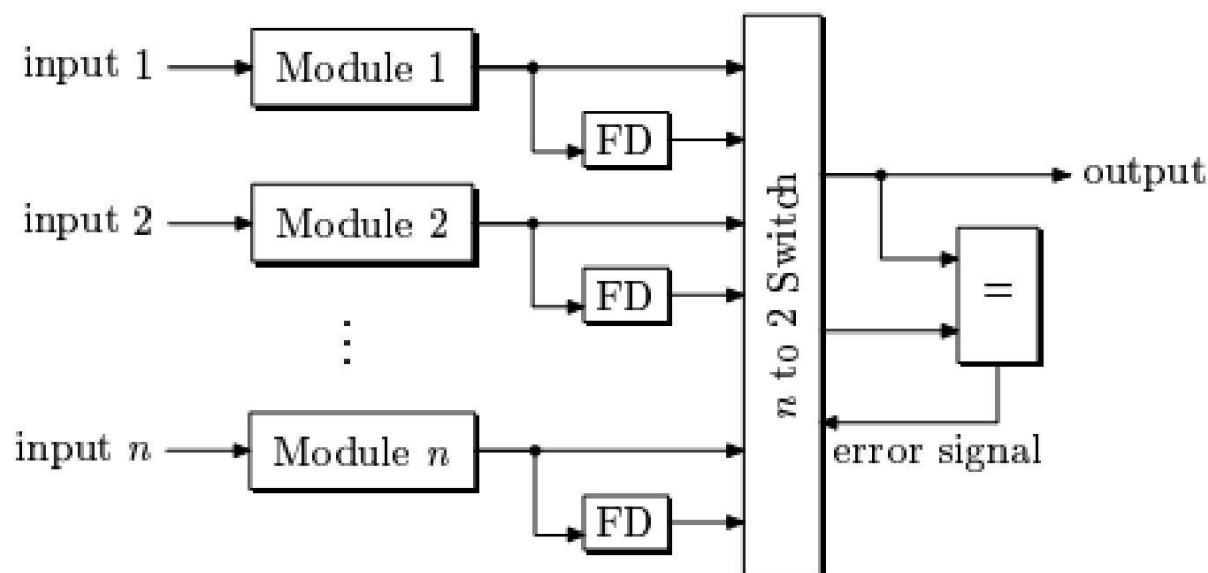 input 1
Module 1
FD
input 2
Module 2
FD
input n
Module n
FD
n to 2 Switch
output
=
error signal